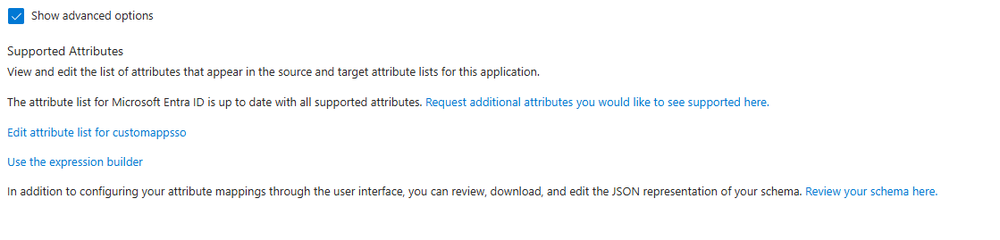 Show advanced options
Supported Attributes
View and edit the list of attributes that appear in the source and target attribute lists for this application.
The attribute list for Microsoft Entra ID is up to date with all supported attributes. Request additional attributes you would like to see supported here.
Edit attribute list for customappsso
Use the expression builder
In addition to configuring your attribute mappings through the user interface, you can review, download, and edit the JSON representation of your schema. Review your schema here.